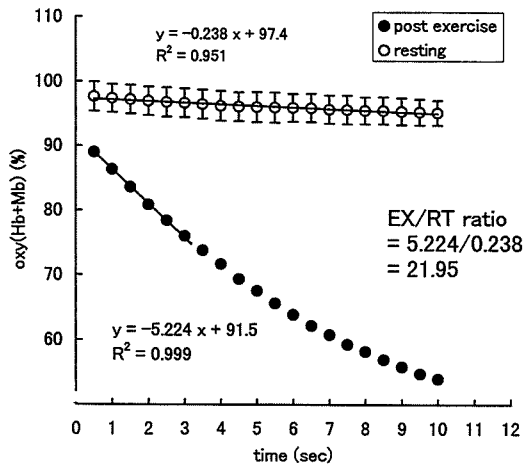 y = −0.238 x + 97.4
R² = 0.951
● post exercise
○ resting
110
100
90
80
70
60
oxy(Hb+Mb) (%)
EX/RT ratio
= 5.224/0.238
= 21.95
y = −5.224 x + 91.5
R² = 0.999
0 1 2 3 4 5 6 7 8 9 10 11 12
time (sec)